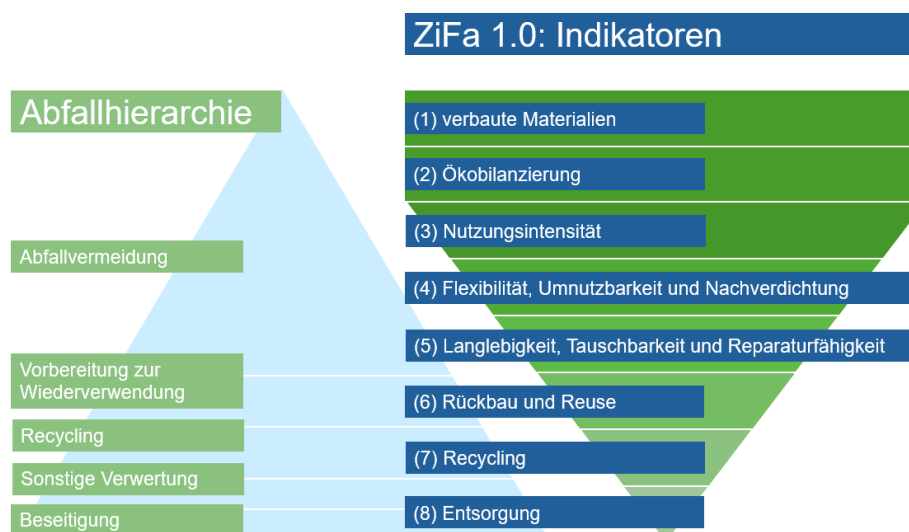 ZiFa 1.0: Indikatoren
Abfallhierarchie
Abfallvermeidung
Vorbereitung zur
Wiederverwendung
Recycling
Sonstige Verwertung
Beseitigung
(1) verbaute Materialien
(2) Ökobilanzierung
(3) Nutzungsintensität
(4) Flexibilität, Umnutzbarkeit und Nachverdichtung
(5) Langlebigkeit, Tauschbarkeit und Reparaturfähigkeit
(6) Rückbau und Reuse
(7) Recycling
(8) Entsorgung